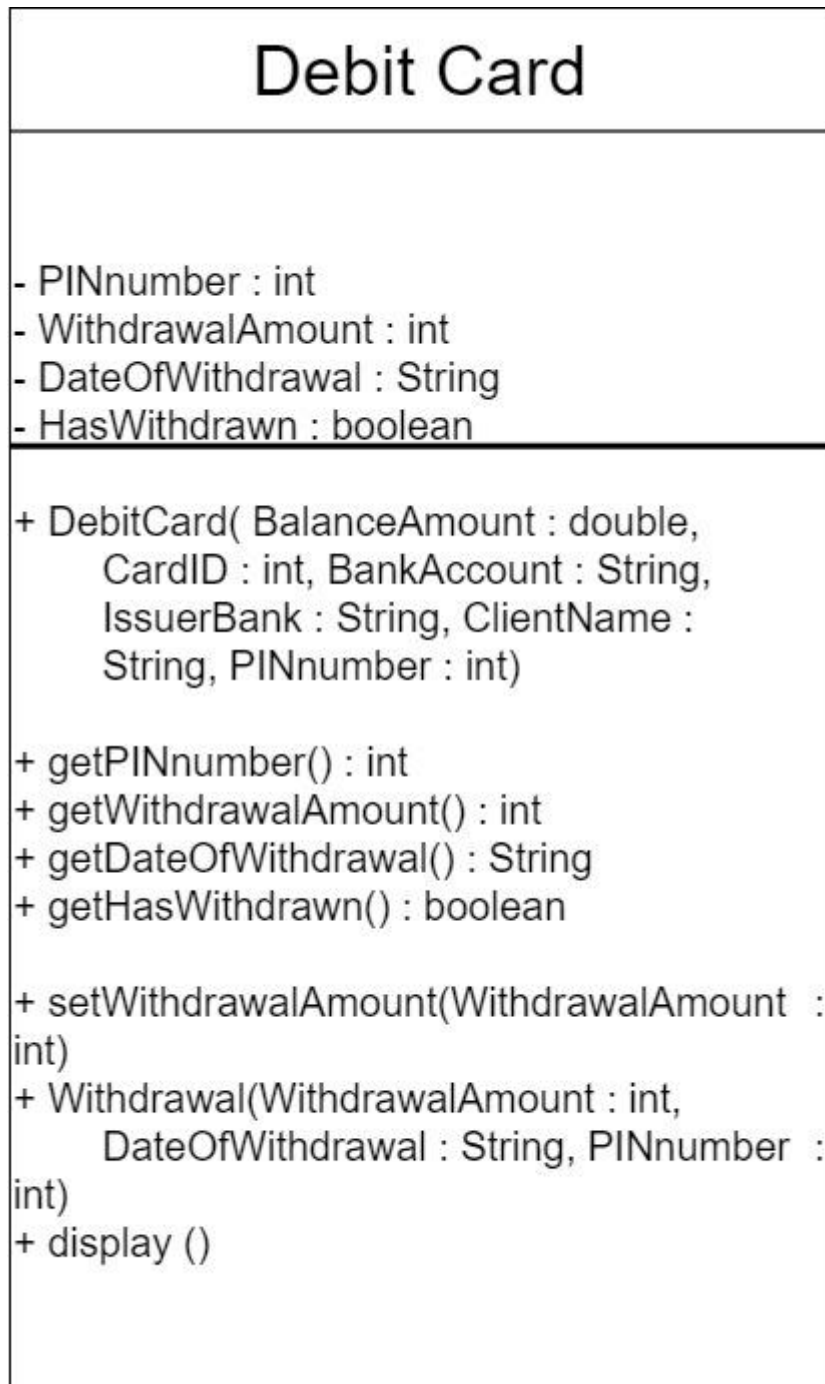 Debit Card
- PINnumber : int
- WithdrawalAmount : int
- DateOfWithdrawal : String
- HasWithdrawn : boolean
+ DebitCard( BalanceAmount : double,
CardID : int, BankAccount : String,
IssuerBank : String, ClientName :
String, PINnumber : int)
+ getPINnumber() : int
+ getWithdrawalAmount() : int
+ getDateOfWithdrawal() : String
+ getHasWithdrawn() : boolean
+ setWithdrawalAmount(WithdrawalAmount :
int)
+ Withdrawal(WithdrawalAmount : int,
DateOfWithdrawal : String, PINnumber :
int)
+ display ()